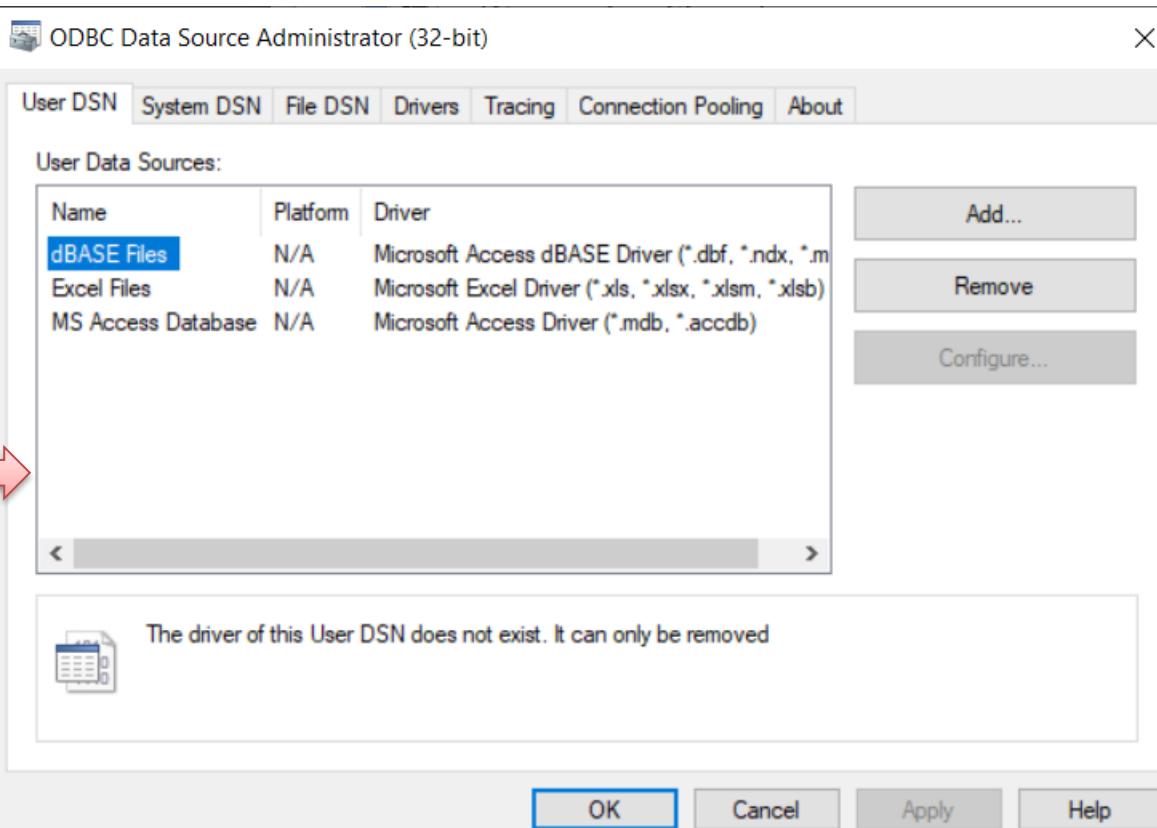 ODBC Data Source Administrator (32-bit)
User DSN System DSN File DSN Drivers Tracing Connection Pooling About
User Data Sources:
Name Platform Driver
dBASE Files N/A Microsoft Access dBASE Driver (*.dbf, *.ndx, *.m
Excel Files N/A Microsoft Excel Driver (*.xls, *.xlsx, *.xlsm, *.xlsb)
MS Access Database N/A Microsoft Access Driver (*.mdb, *.accdb)
Add...
Remove
Configure...
The driver of this User DSN does not exist. It can only be removed
OK Cancel Apply Help